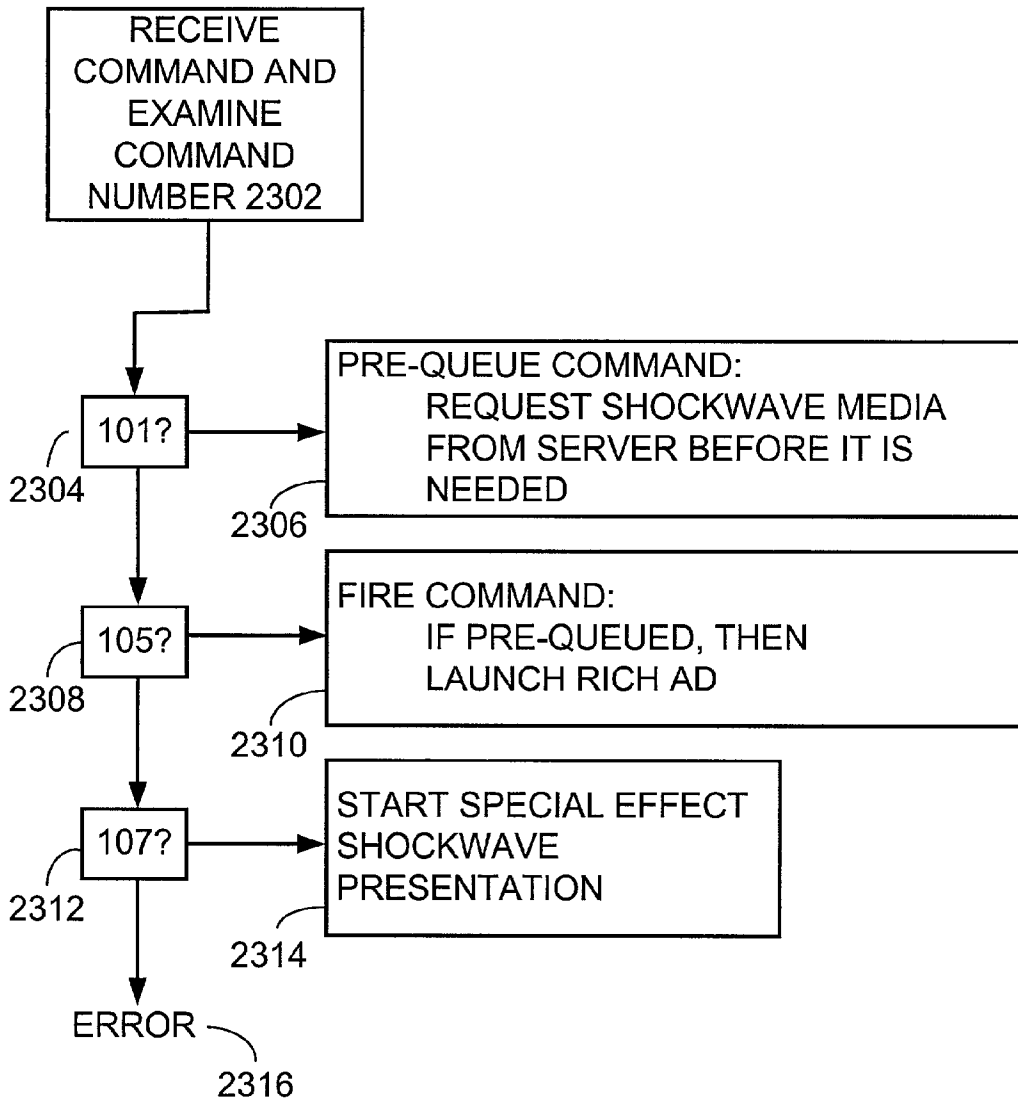 RECEIVE
COMMAND AND
EXAMINE
COMMAND
NUMBER 2302
101?
2304
PRE-QUEUE COMMAND:
REQUEST SHOCKWAVE MEDIA
FROM SERVER BEFORE IT IS
NEEDED
2306
105?
2308
FIRE COMMAND:
IF PRE-QUEUED, THEN
LAUNCH RICH AD
2310
107?
2312
START SPECIAL EFFECT
SHOCKWAVE
PRESENTATION
2314
ERROR
2316